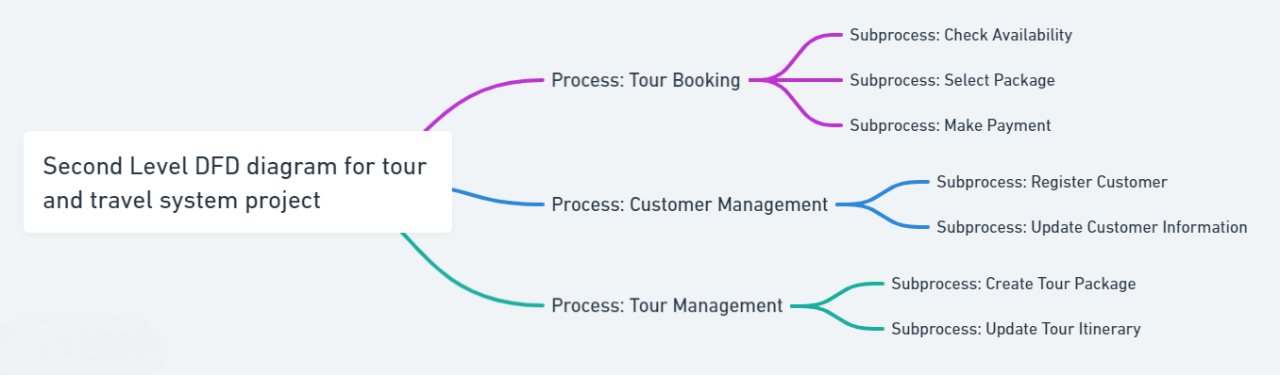 Second Level DFD diagram for tour
and travel system project
Process: Tour Booking
Subprocess: Check Availability
Subprocess: Select Package
Subprocess: Make Payment
Process: Customer Management
Subprocess: Register Customer
Subprocess: Update Customer Information
Process: Tour Management
Subprocess: Create Tour Package
Subprocess: Update Tour Itinerary